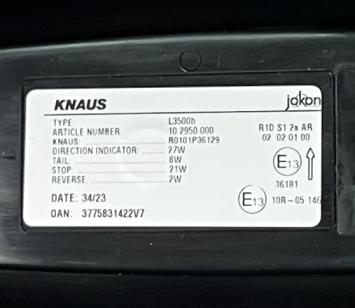 KNAUS jokon
TYPE: L3500b
ARTICLE NUMBER: 10.2950.000 R1D S1 2a AR
KNAUS: R0101P36129 02 02 01 00
DIRECTION INDICATOR: 27W
TAIL: 8W E13
STOP: 21W
REVERSE: 2W 36181
DATE: 34/23
OAN: 3775831422V7 E13 10R-05 146